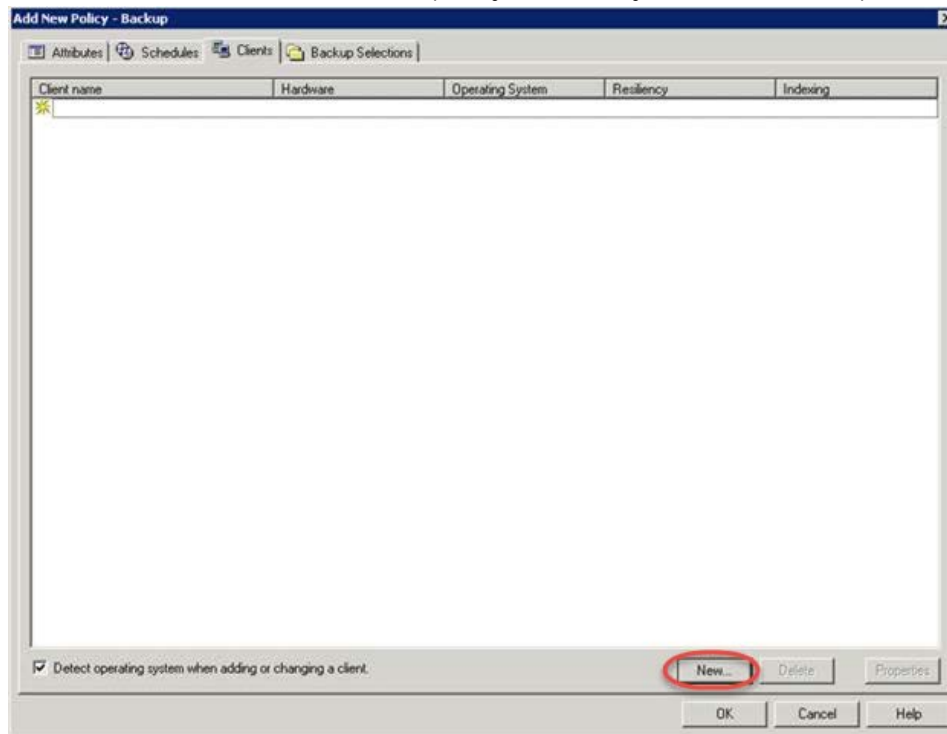 Add New Policy - Backup
Attributes Schedules Clients Backup Selections
Client name Hardware Operating System Resiliency Indexing
Detect operating system when adding or changing a client.
New... Delete Properties
OK Cancel Help